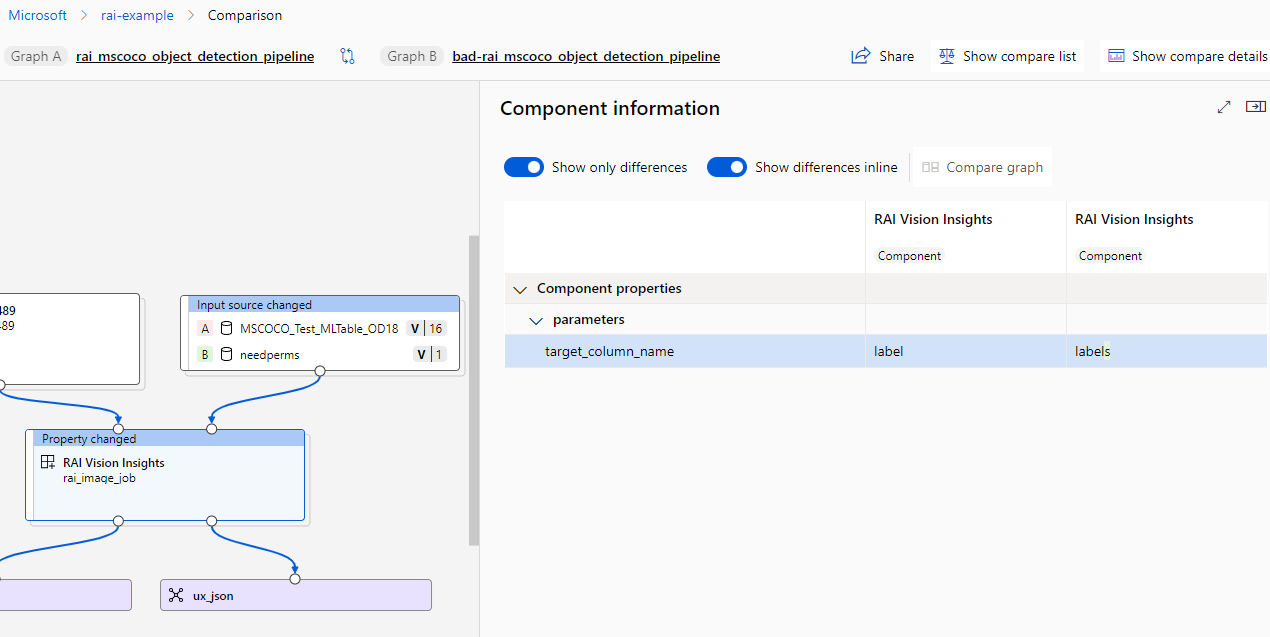 Microsoft > rai-example > Comparison
Graph A rai_mscoco_object_detection_pipeline Graph B bad-rai_mscoco_object_detection_pipeline Share Show compare list Show compare details
Component information
Show only differences Show differences inline Compare graph
RAI Vision Insights RAI Vision Insights
Component Component
Component properties
parameters
target_column_name label labels
489
489
Input source changed
A MSCOCO_Test_MLTable_OD18 V 16
B needperms V 1
Property changed
RAI Vision Insights
rai_image_job
ux_json